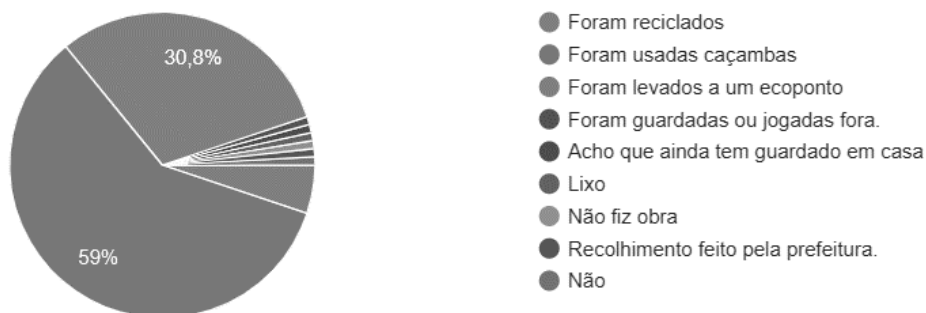 30,8%
59%
Foram reciclados
Foram usadas caçambas
Foram levados a um ecoponto
Foram guardadas ou jogadas fora.
Acho que ainda tem guardado em casa
Lixo
Não fiz obra
Recolhimento feito pela prefeitura.
Não